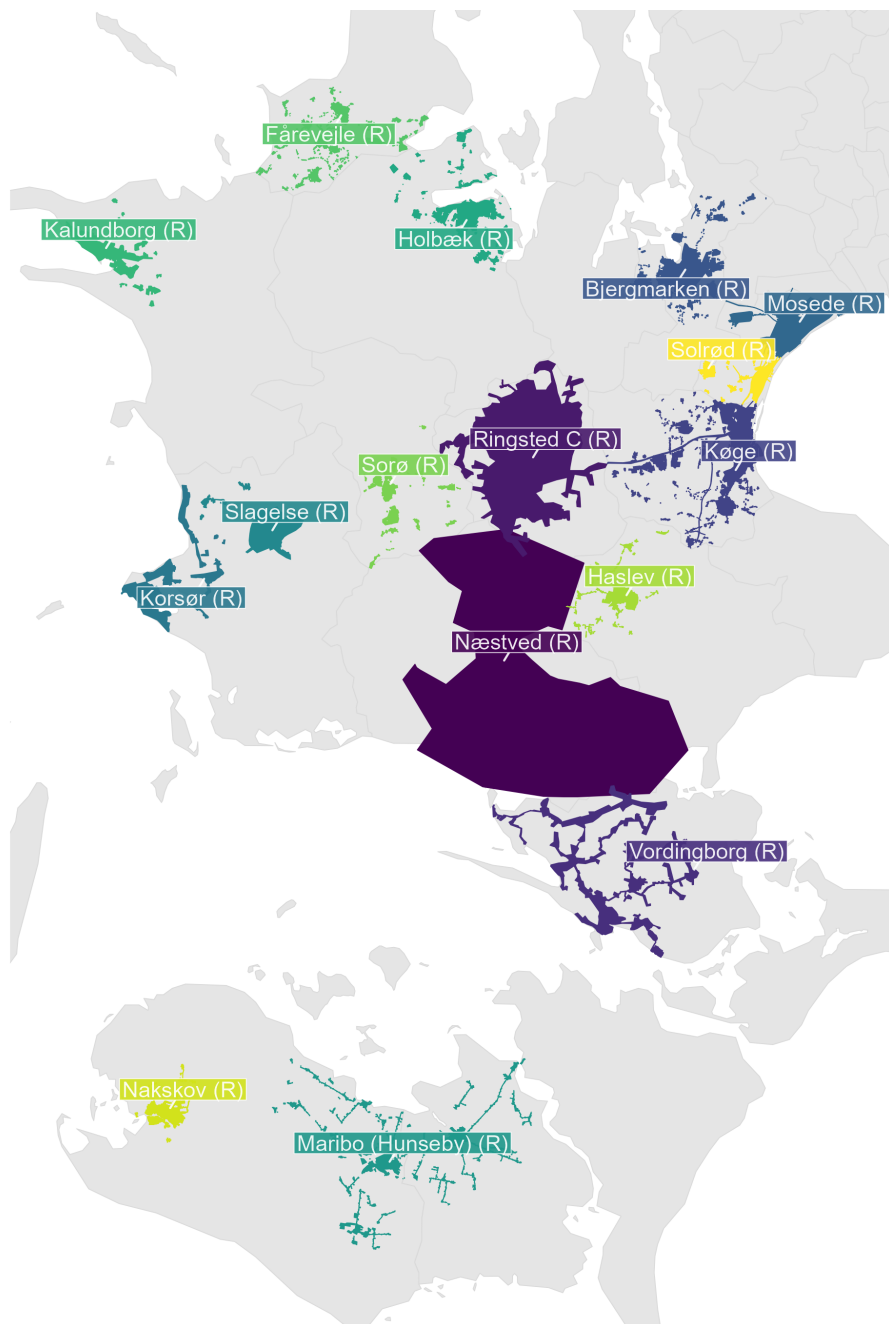 Fårevejle (R)
Kalundborg (R)
Holbæk (R)
Bjergmarken (R)
Mosede (R)
Solrød (R)
Ringsted C (R)
Køge (R)
Sorø (R)
Slagelse (R)
Haslev (R)
Korsør (R)
Næstved (R)
Vordingborg (R)
Nakskov (R)
Maribo (Hunseby) (R)